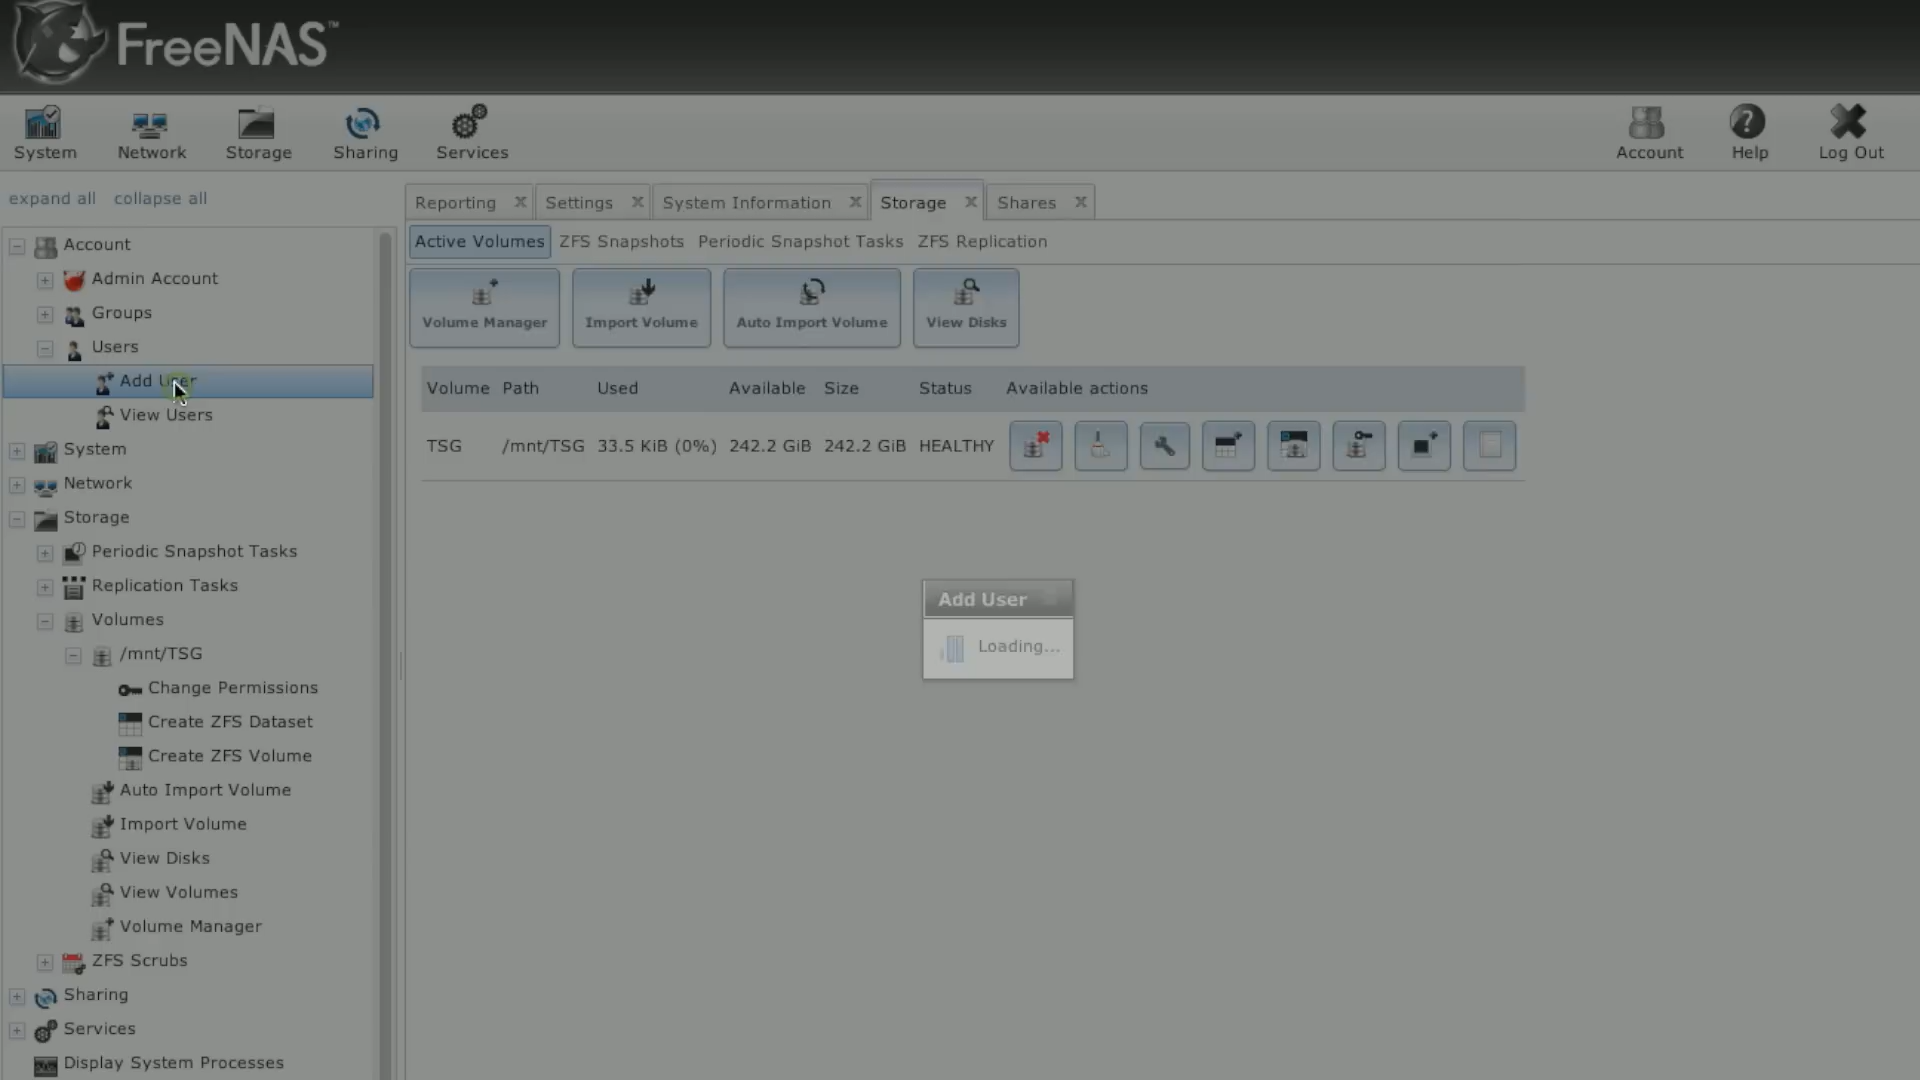 FreeNAS™
System
Network
Storage
Sharing
Services
Account
Help
Log Out
expand all collapse all
Account
Admin Account
Groups
Users
Add User
View Users
System
Network
Storage
Periodic Snapshot Tasks
Replication Tasks
Volumes
/mnt/TSG
Change Permissions
Create ZFS Dataset
Create ZFS Volume
Auto Import Volume
Import Volume
View Disks
View Volumes
Volume Manager
ZFS Scrubs
Sharing
Services
Display System Processes
Reporting X Settings X System Information X Storage X Shares X
Active Volumes ZFS Snapshots Periodic Snapshot Tasks ZFS Replication
Volume Manager
Import Volume
Auto Import Volume
View Disks
Volume Path Used Available Size Status Available actions
TSG /mnt/TSG 33.5 KiB (0%) 242.2 GiB 242.2 GiB HEALTHY
Add User
Loading...